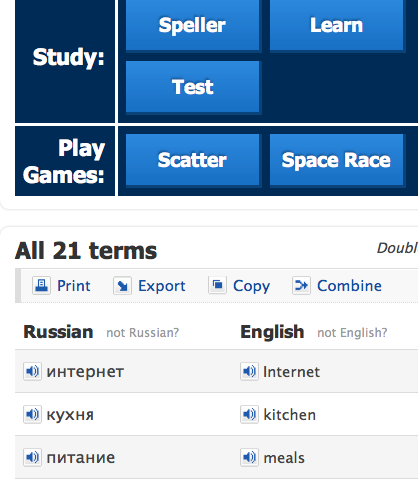 Speller Learn
Study:
Test
Play
Games:
Scatter Space Race
All 21 terms
Print Export Copy Combine
Russian not Russian? English not English?
интернет Internet
кухня kitchen
питание meals